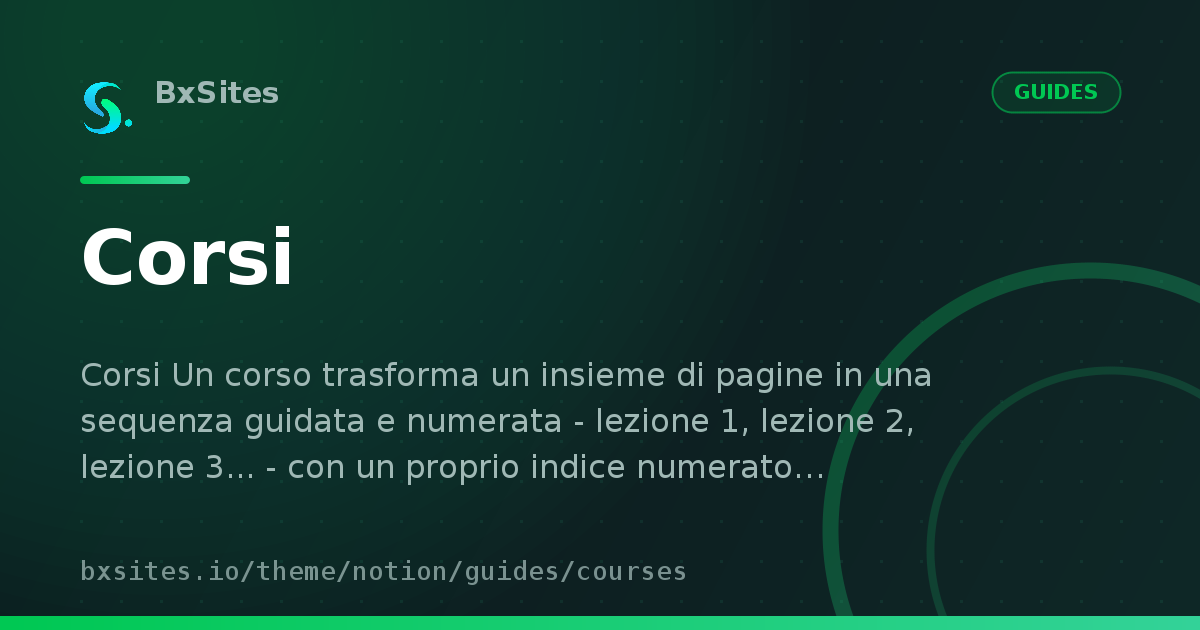 BxSites
GUIDES
Corsi
Corsi Un corso trasforma un insieme di pagine in una
sequenza guidata e numerata - lezione 1, lezione 2,
lezione 3... - con un proprio indice numerato…
bxsites.io/theme/notion/guides/courses